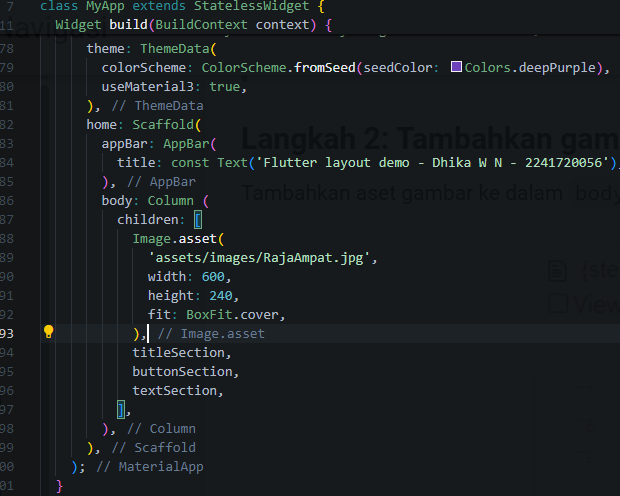 7 class MyApp extends StatelessWidget {
11 Widget build(BuildContext context) {
78 theme: ThemeData(
79 colorScheme: ColorScheme.fromSeed(seedColor: Colors.deepPurple),
80 useMaterial3: true,
81 ), // ThemeData
82 home: Scaffold(
83 appBar: AppBar(
84 title: const Text('Flutter layout demo - Dhika W N - 2241720056'),
85 ), // AppBar
86 body: Column (
87 children: [
88 Image.asset(
89 'assets/images/RajaAmpat.jpg',
90 width: 600,
91 height: 240,
92 fit: BoxFit.cover,
93 ), // Image.asset
94 titleSection,
95 buttonSection,
96 textSection,
97 ],
98 ), // Column
99 ), // Scaffold
00 ); // MaterialApp
01 }
Langkah 2: Tambahkan gam
Tambahkan aset gambar ke dalam body
View